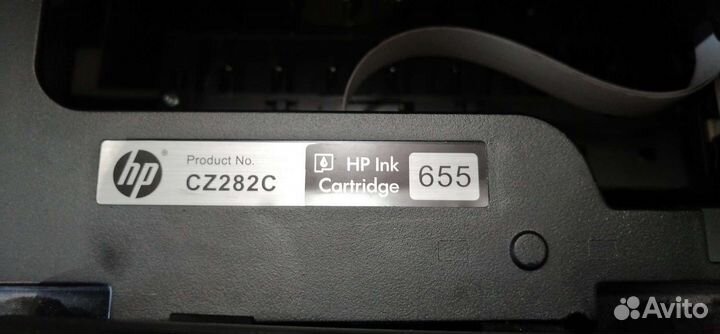 hp
Product No.
CZ282C
HP Ink
Cartridge
655
Avito